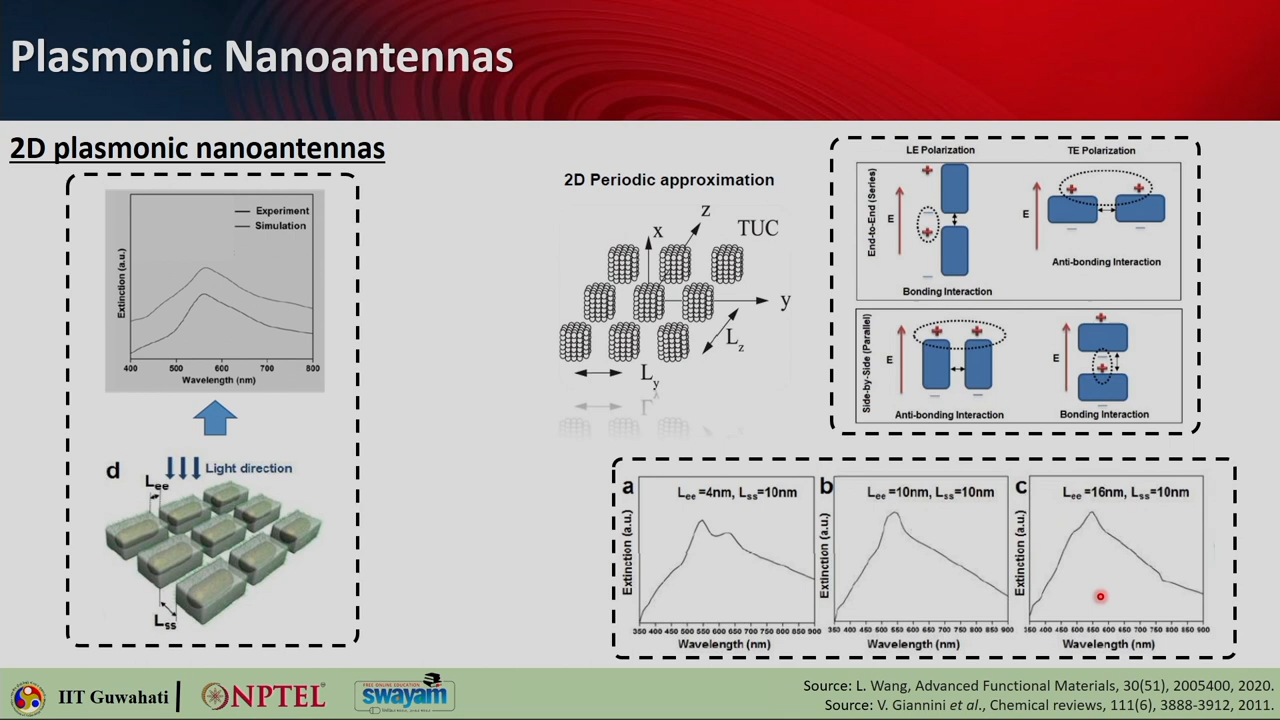 Plasmonic Nanoantennas
2D plasmonic nanoantennas
Experiment
Simulation
Extinction (a.u.)
400 500 600 700 800
Wavelength (nm)
d
Light direction
Lee
Lss
2D Periodic approximation
x
z
TUC
y
Lz
Ly
LE Polarization
TE Polarization
End-to-End (Series)
E
E
Bonding Interaction
Anti-bonding Interaction
Side-by-Side (Parallel)
E
E
Anti-bonding Interaction
Bonding Interaction
a
Lee =4nm, Lss=10nm
Extinction (a.u.)
350 400 450 500 550 600 650 700 750 800 850 900
Wavelength (nm)
b
Lee =10nm, Lss=10nm
Extinction (a.u.)
350 400 450 500 550 600 650 700 750 800 850 900
Wavelength (nm)
c
Lee =16nm, Lss=10nm
Extinction (a.u.)
350 400 450 500 550 600 650 700 750 800 850 900
Wavelength (nm)
IIT Guwahati
NPTEL
FREE ONLINE EDUCATION
swayam
Source: L. Wang, Advanced Functional Materials, 30(51), 2005400, 2020.
Source: V. Giannini et al., Chemical reviews, 111(6), 3888-3912, 2011.